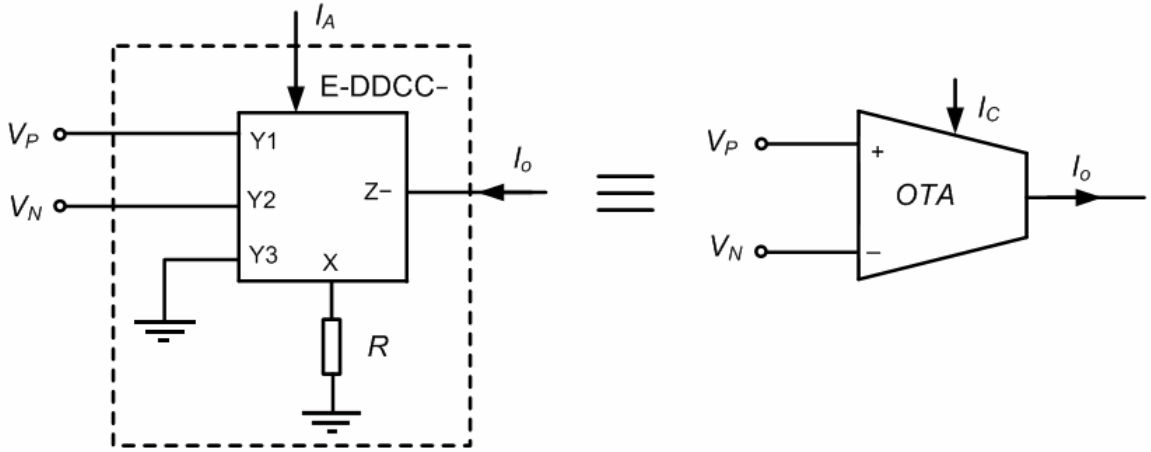 I_A
E-DDCC−
V_P
Y1
V_N
Y2
Z−
I_o
Y3
X
R
I_C
V_P
+
OTA
I_o
V_N
−